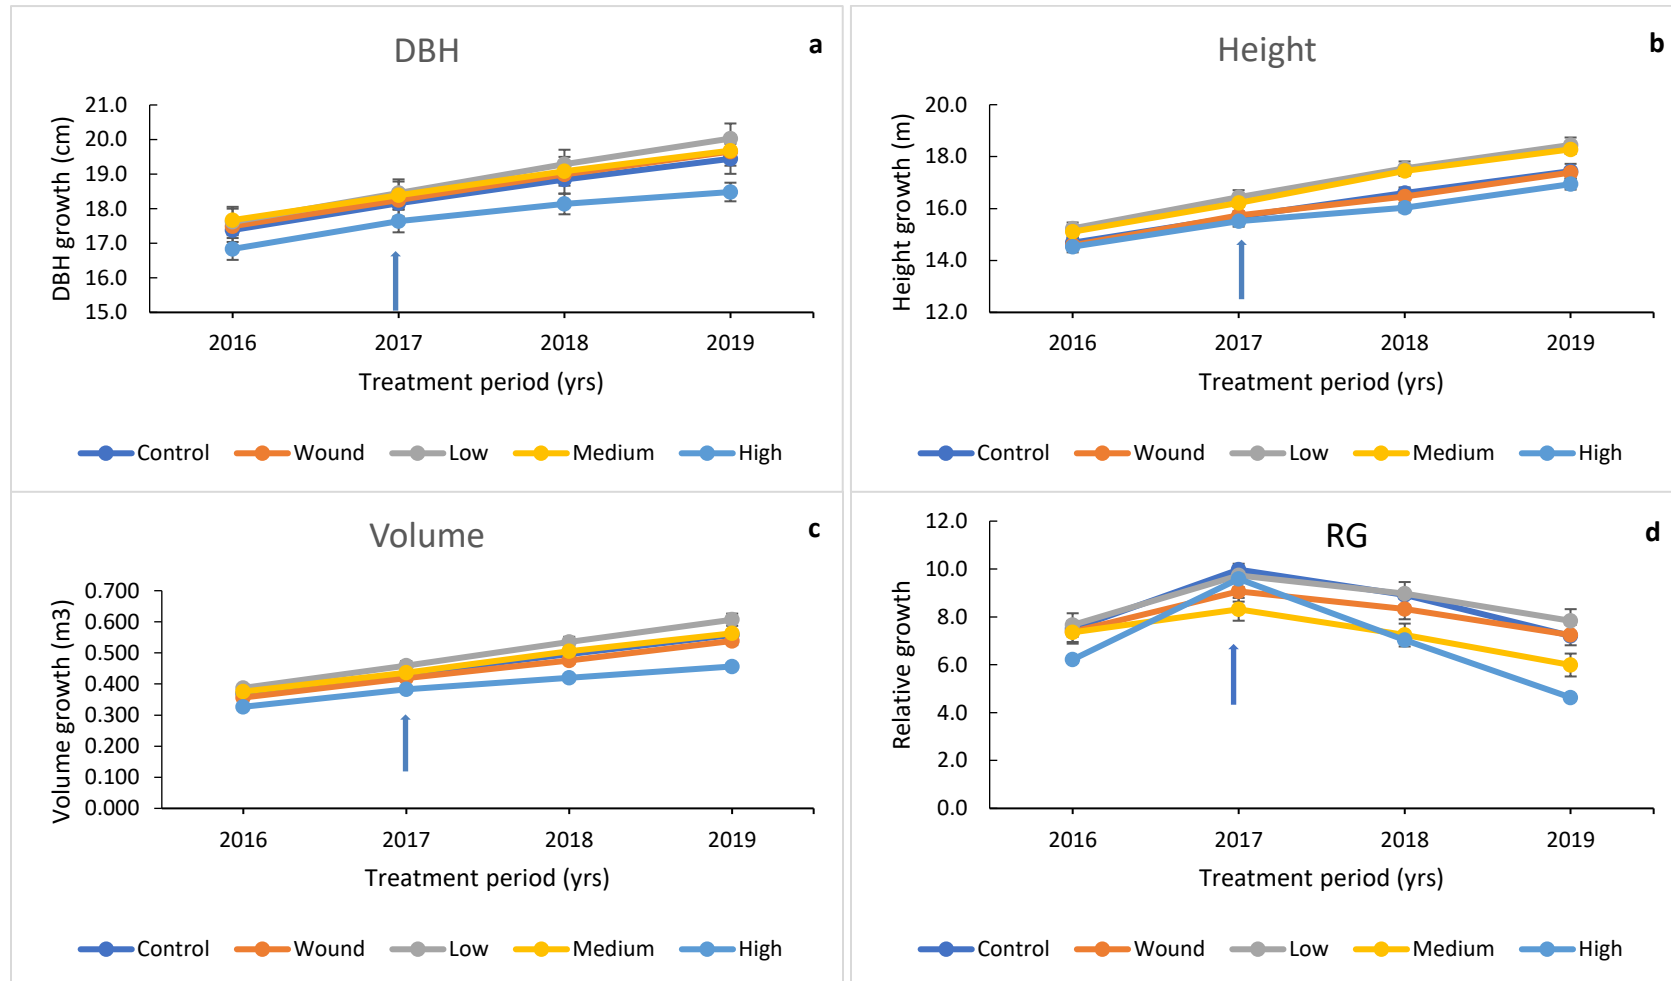 DBH
a
DBH growth (cm)
21.0
20.0
19.0
18.0
17.0
16.0
15.0
2016 2017 2018 2019
Treatment period (yrs)
Control Wound Low Medium High
Height
b
Height growth (m)
20.0
18.0
16.0
14.0
12.0
2016 2017 2018 2019
Treatment period (yrs)
Control Wound Low Medium High
Volume
c
Volume growth (m3)
0.700
0.600
0.500
0.400
0.300
0.200
0.100
0.000
2016 2017 2018 2019
Treatment period (yrs)
Control Wound Low Medium High
RG
d
Relative growth
12.0
10.0
8.0
6.0
4.0
2.0
0.0
2016 2017 2018 2019
Treatment period (yrs)
Control Wound Low Medium High